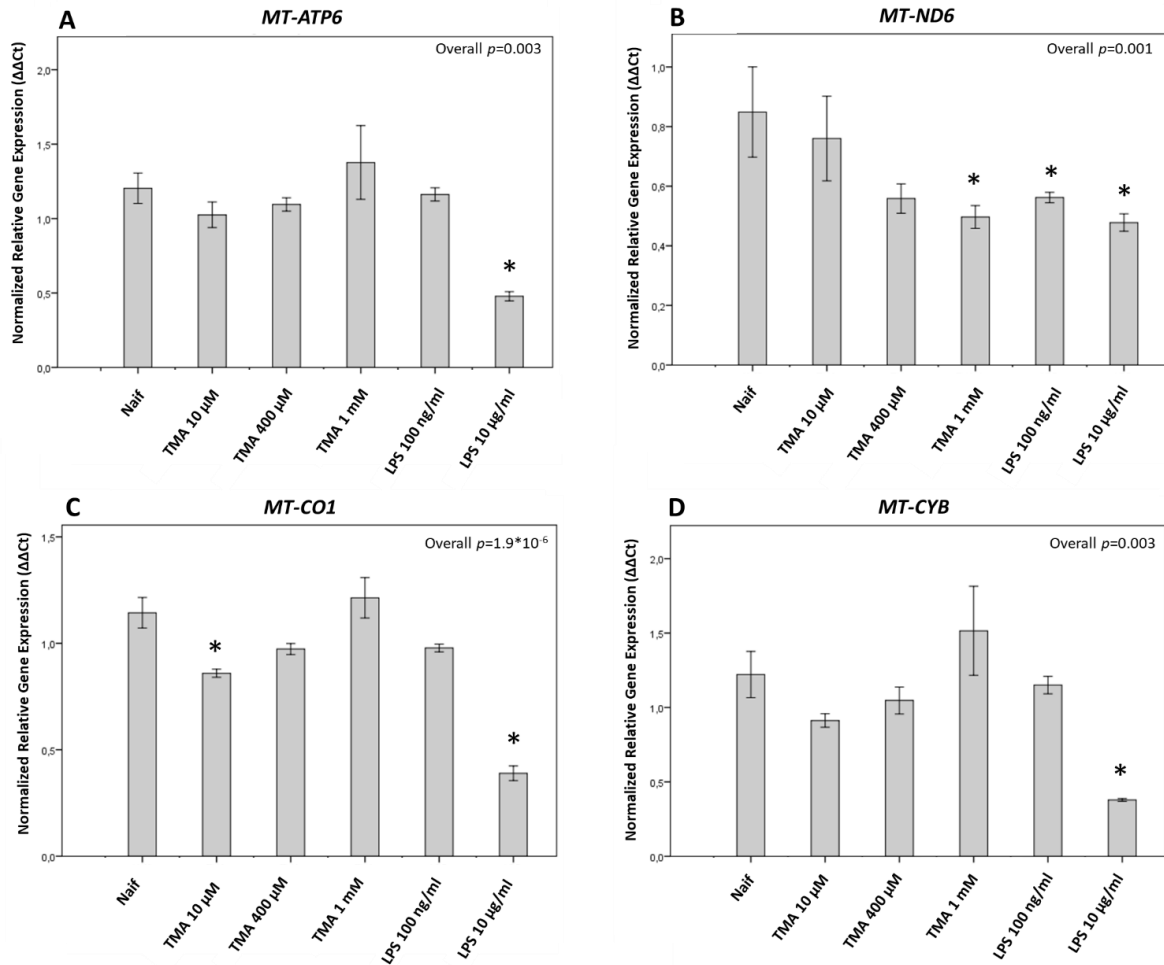 A
MT-ATP6
Overall p=0.003
Normalized Relative Gene Expression (ΔΔCt)
2,0
1,5
1,0
0,5
0,0
*
Naif
TMA 10 µM
TMA 400 µM
TMA 1 mM
LPS 100 ng/ml
LPS 10 µg/ml
B
MT-ND6
Overall p=0.001
Normalized Relative Gene Expression (ΔΔCt)
1,0
0,8
0,6
0,4
0,2
0,0
* * *
Naif
TMA 10 µM
TMA 400 µM
TMA 1 mM
LPS 100 ng/ml
LPS 10 µg/ml
C
MT-CO1
Overall p=1.9*10⁻⁶
Normalized Relative Gene Expression (ΔΔCt)
1,5
1,0
0,5
0,0
* *
Naif
TMA 10 µM
TMA 400 µM
TMA 1 mM
LPS 100 ng/ml
LPS 10 µg/ml
D
MT-CYB
Overall p=0.003
Normalized Relative Gene Expression (ΔΔCt)
2,0
1,5
1,0
0,5
0,0
*
Naif
TMA 10 µM
TMA 400 µM
TMA 1 mM
LPS 100 ng/ml
LPS 10 µg/ml